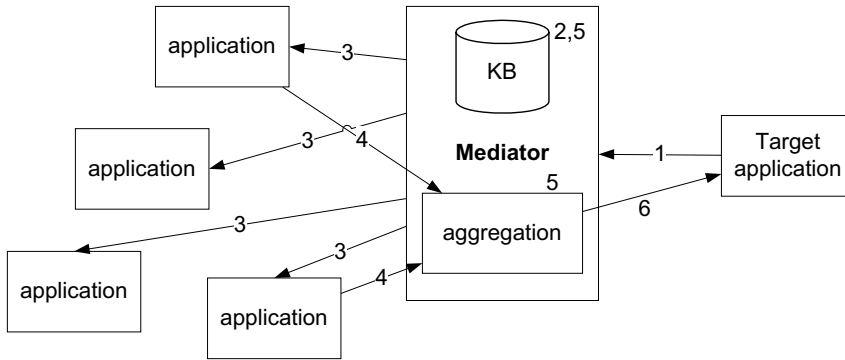 application
3
2,5
KB
3
4
application
Mediator
1
Target
application
5
3
aggregation
6
application
3
4
application